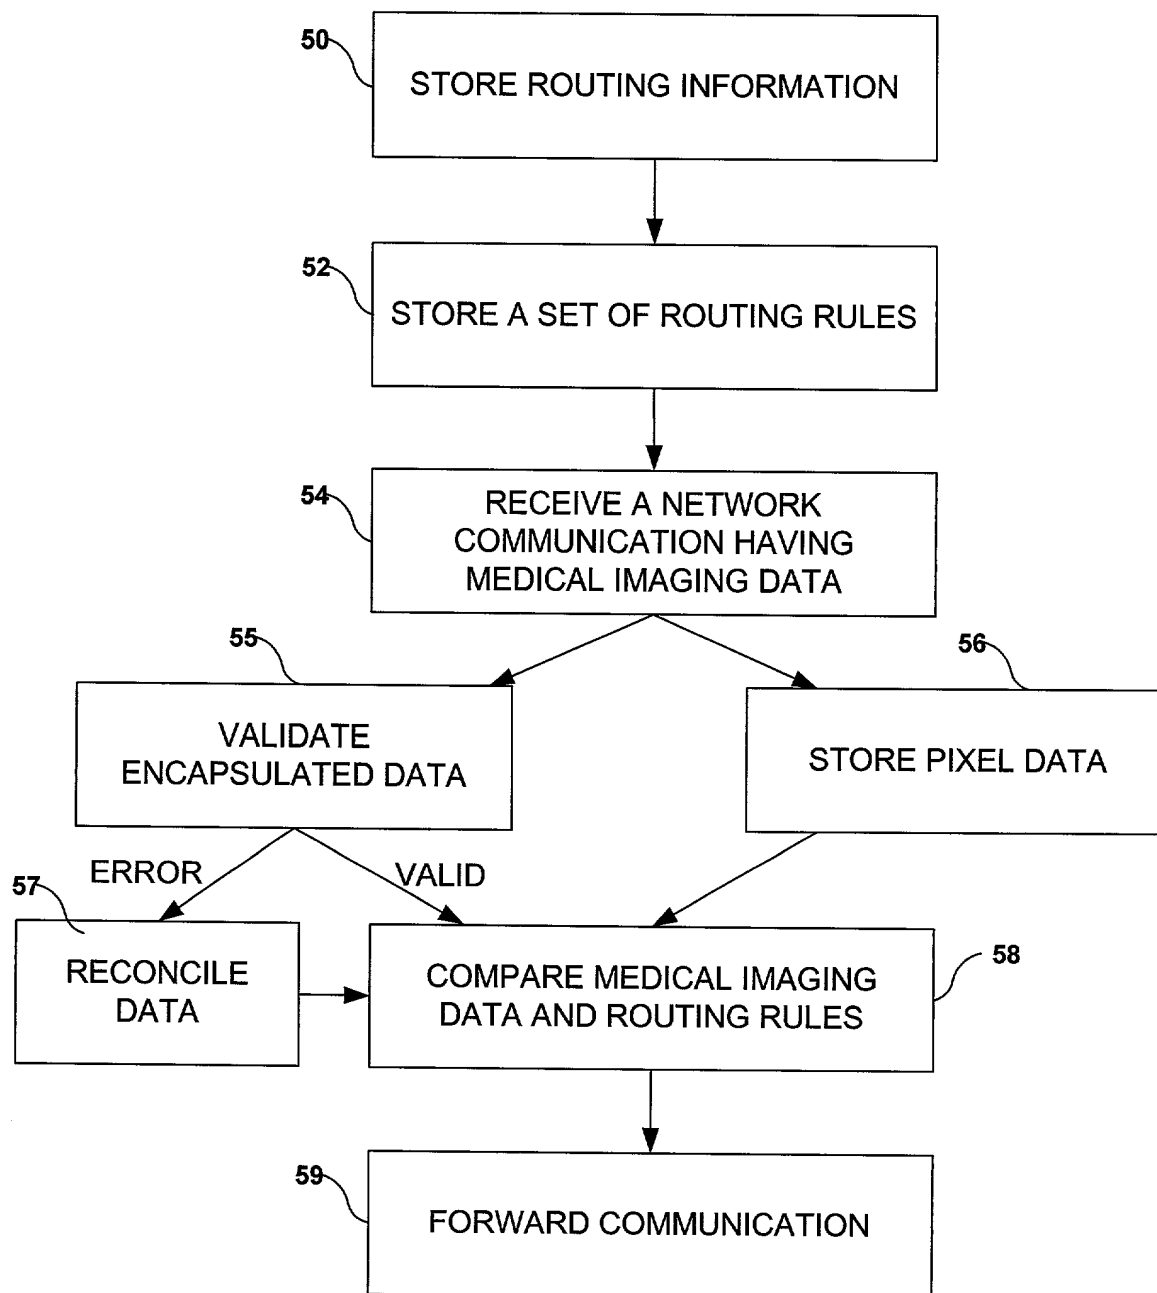 50
STORE ROUTING INFORMATION
52
STORE A SET OF ROUTING RULES
54
RECEIVE A NETWORK
COMMUNICATION HAVING
MEDICAL IMAGING DATA
55
VALIDATE
ENCAPSULATED DATA
56
STORE PIXEL DATA
ERROR
VALID
57
RECONCILE
DATA
COMPARE MEDICAL IMAGING
DATA AND ROUTING RULES
58
59
FORWARD COMMUNICATION